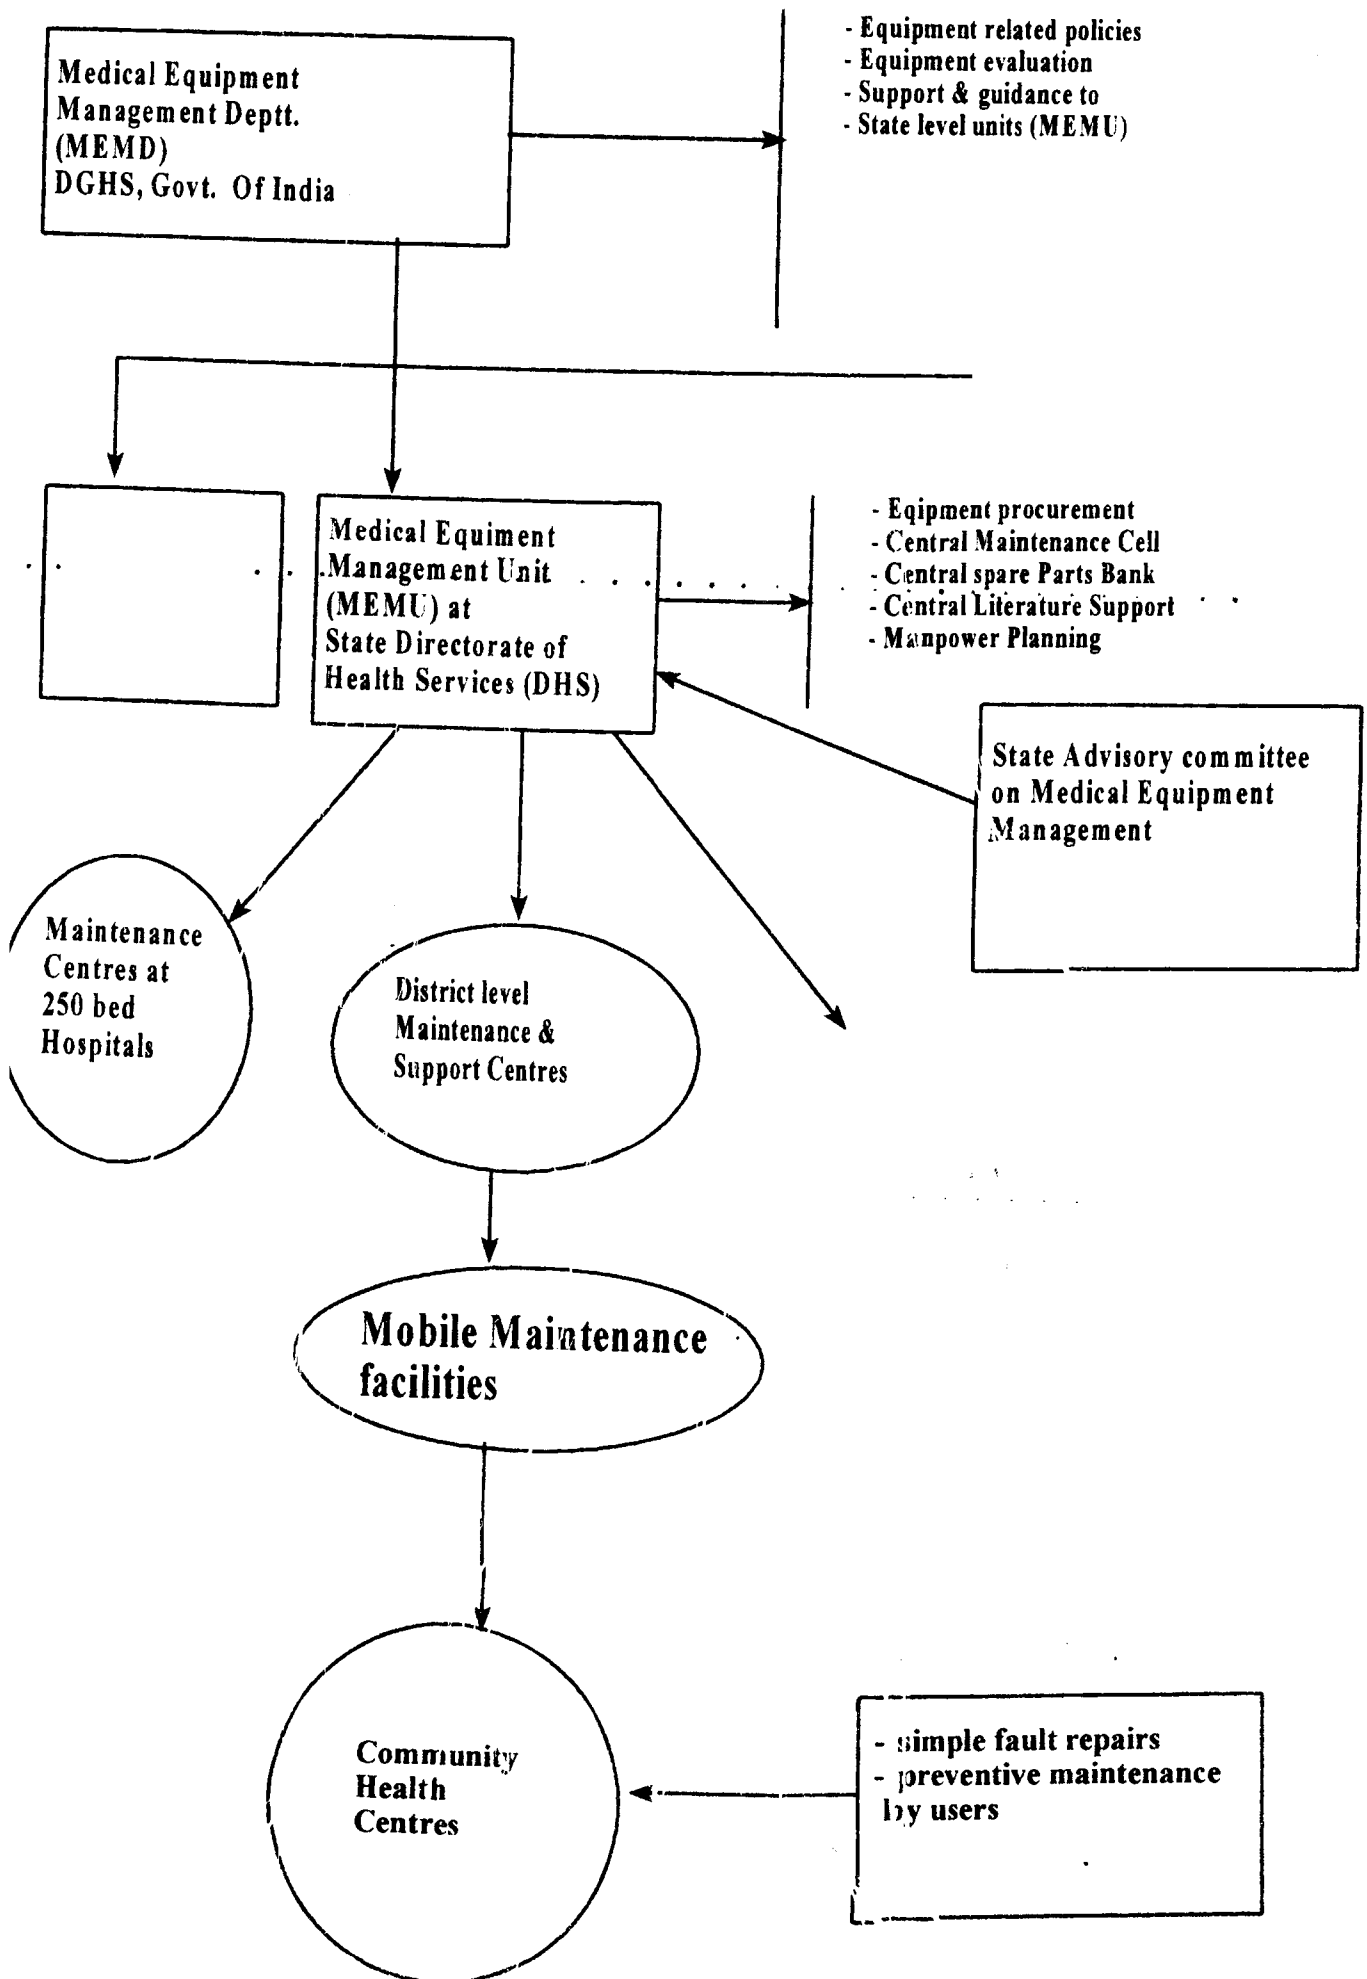 Medical Equipment
Management Deptt.
(MEMD)
DGHS, Govt. Of India
- Equipment related policies
- Equipment evaluation
- Support & guidance to
- State level units (MEMU)
Medical Equiment
Management Unit
(MEMU) at
State Directorate of
Health Services (DHS)
- Eqipment procurement
- Central Maintenance Cell
- Central spare Parts Bank
- Central Literature Support
- Manpower Planning
State Advisory committee
on Medical Equipment
Management
Maintenance
Centres at
250 bed
Hospitals
District level
Maintenance &
Support Centres
Mobile Maintenance
facilities
Community
Health
Centres
- simple fault repairs
- preventive maintenance
by users